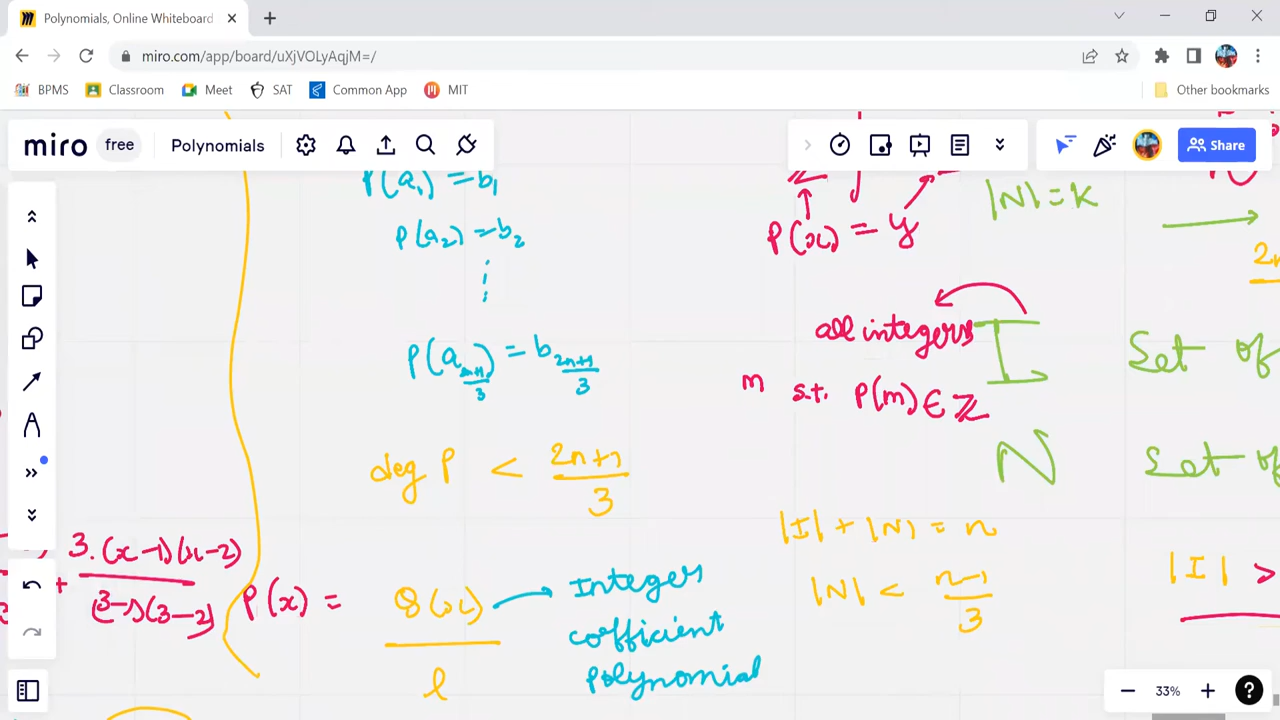 Polynomials, Online Whiteboard
miro.com/app/board/uXjVOLyAqjM=/
BPMS Classroom Meet SAT Common App MIT Other bookmarks
miro free Polynomials Share
P(a₁) = b₁
P(a₂) = b₂
P(x) = y
|N| = K
all integers
m s.t. P(m) ∈ ℤ
I Set of
N Set of
deg P < 2n+1/3
|I| + |N| = n
|N| < n-1/3
|I| >
+ 3.(x-1)(x-2)/(3-1)(3-2)
P(x) = Q(x)/l
Integer
coefficient
polynomial
33%